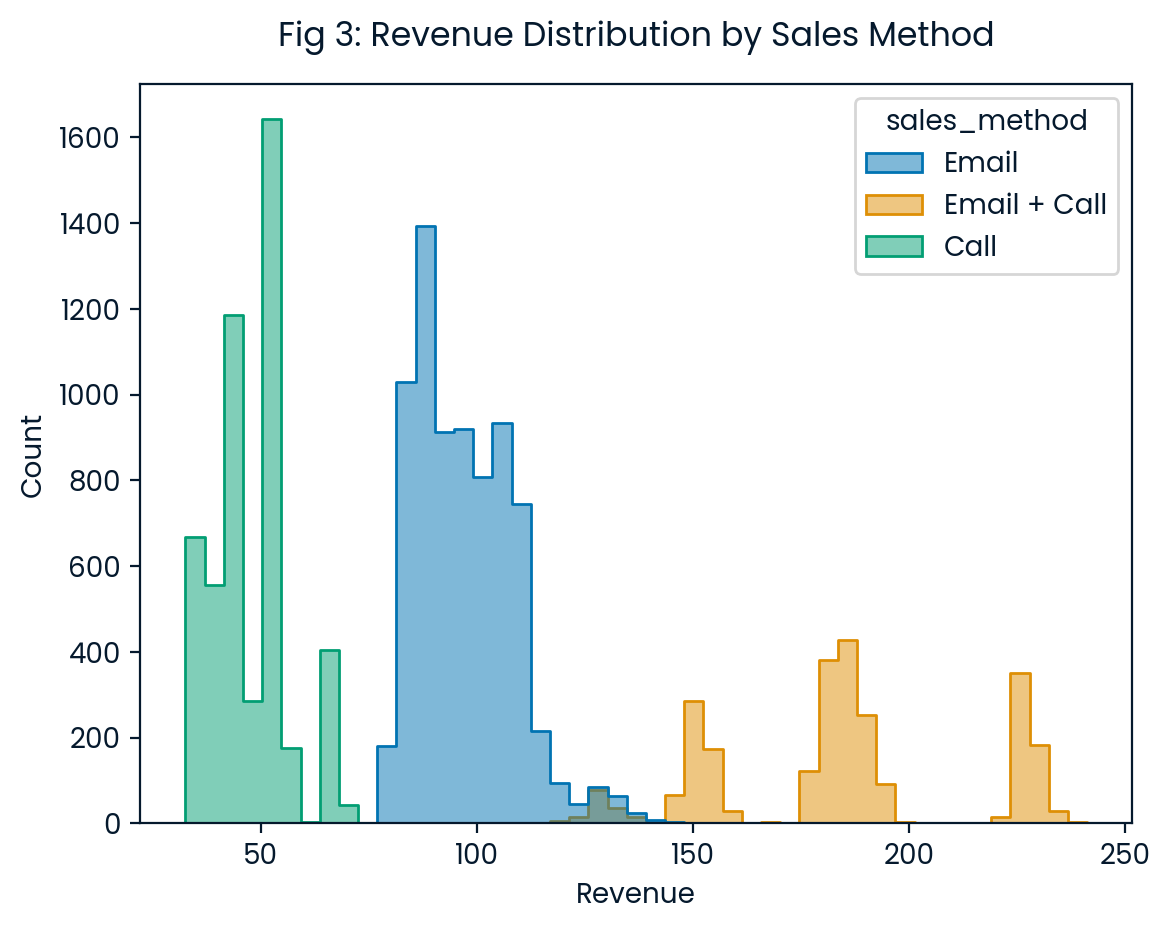 Fig 3: Revenue Distribution by Sales Method
sales_method
Email
Email + Call
Call
1600
1400
1200
1000
800
600
400
200
0
Count
50
100
150
200
250
Revenue